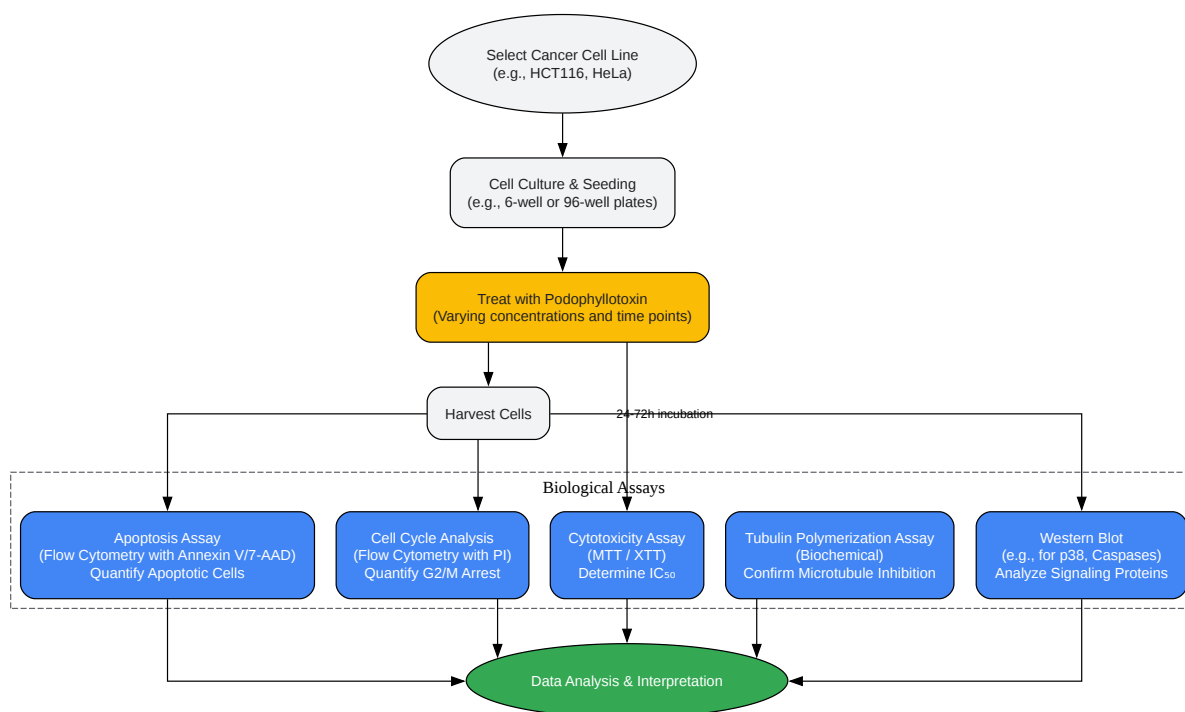 Select Cancer Cell Line
(e.g., HCT116, HeLa)
Cell Culture & Seeding
(e.g., 6-well or 96-well plates)
Treat with Podophyllotoxin
(Varying concentrations and time points)
Harvest Cells
24-72h incubation
Biological Assays
Apoptosis Assay
(Flow Cytometry with Annexin V/7-AAD)
Quantify Apoptotic Cells
Cell Cycle Analysis
(Flow Cytometry with PI)
Quantify G2/M Arrest
Cytotoxicity Assay
(MTT / XTT)
Determine IC₅₀
Tubulin Polymerization Assay
(Biochemical)
Confirm Microtubule Inhibition
Western Blot
(e.g., for p38, Caspases)
Analyze Signaling Proteins
Data Analysis & Interpretation